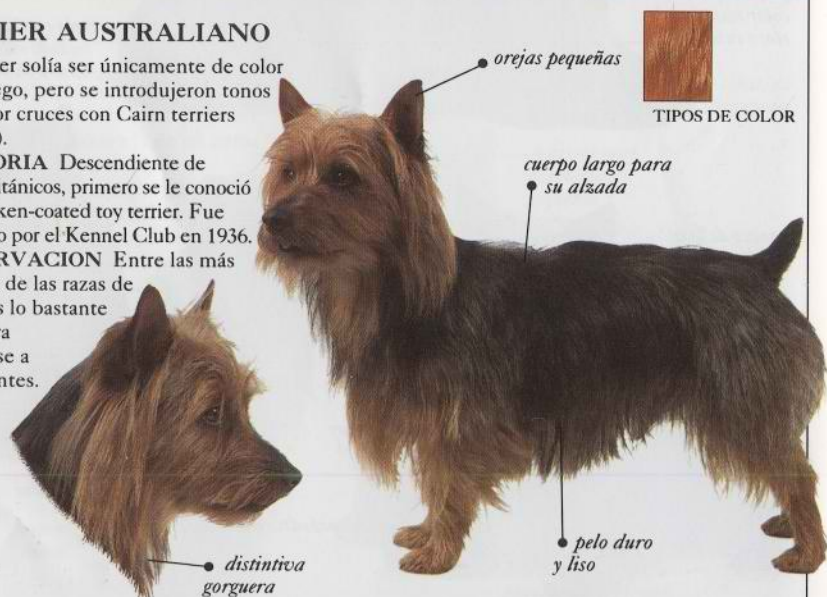 IER AUSTRALIANO
er solía ser únicamente de color
ego, pero se introdujeron tonos
or cruces con Cairn terriers
).
ORIA Descendiente de
tánicos, primero se le conoció
ken-coated toy terrier. Fue
o por el Kennel Club en 1936.
RVACION Entre las más
de las razas de
s lo bastante
a
se a
ntes.
orejas pequeñas
TIPOS DE COLOR
cuerpo largo para
su alzada
distintiva
gorguera
pelo duro
y liso